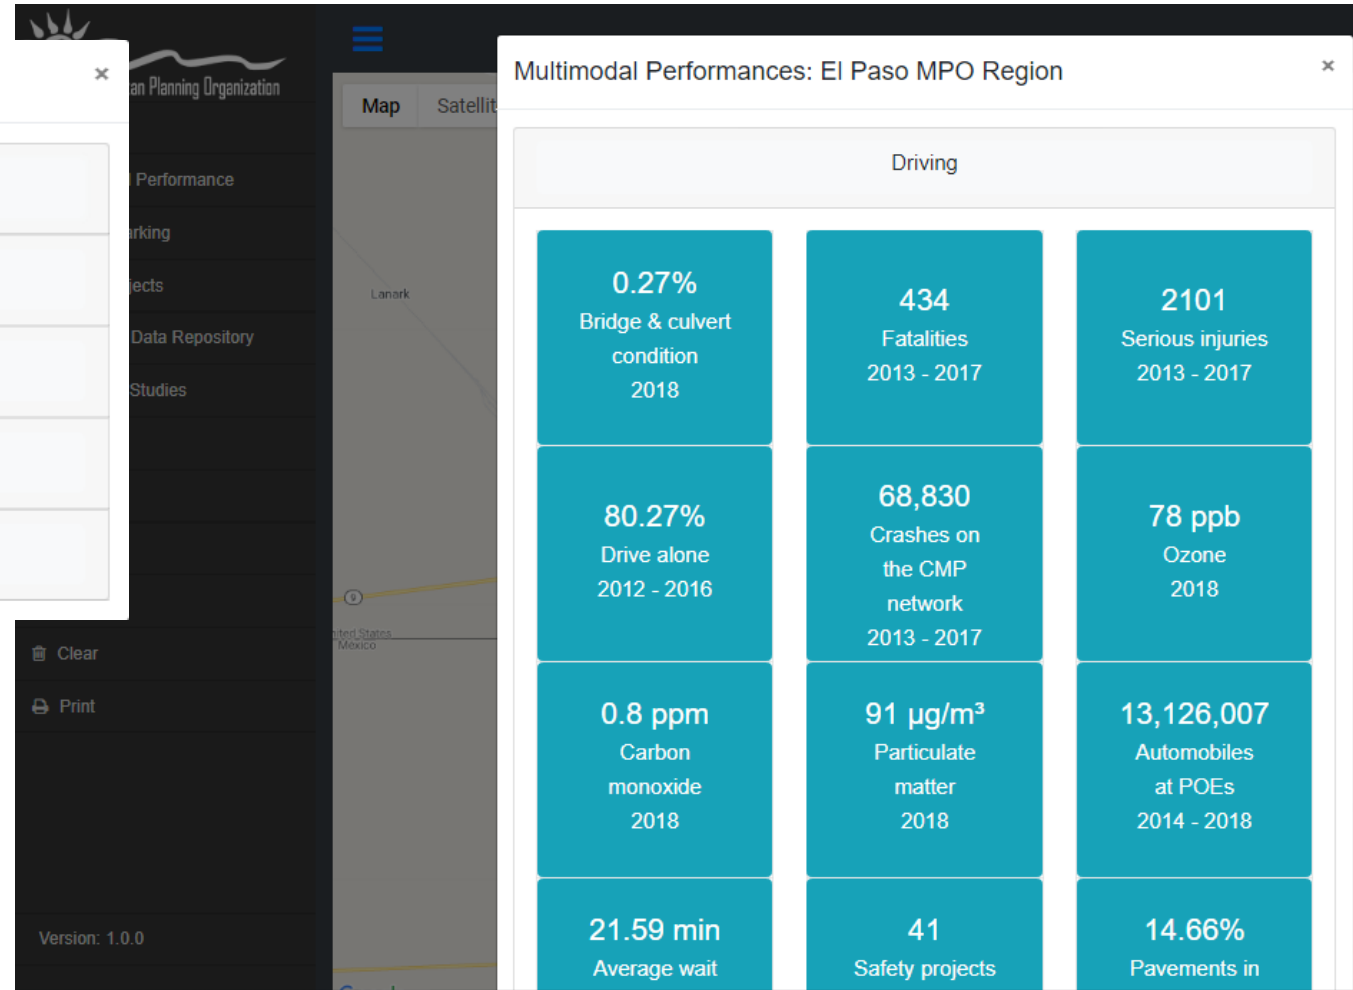 an Planning Organization
×
Performance
arking
jects
Data Repository
Studies
Clear
Print
Version: 1.0.0
Map Satellit
Lanark
9
nited States
Mexico
Multimodal Performances: El Paso MPO Region
×
Driving
0.27%
Bridge & culvert
condition
2018
434
Fatalities
2013 - 2017
2101
Serious injuries
2013 - 2017
80.27%
Drive alone
2012 - 2016
68,830
Crashes on
the CMP
network
2013 - 2017
78 ppb
Ozone
2018
0.8 ppm
Carbon
monoxide
2018
91 µg/m³
Particulate
matter
2018
13,126,007
Automobiles
at POEs
2014 - 2018
21.59 min
Average wait
41
Safety projects
14.66%
Pavements in